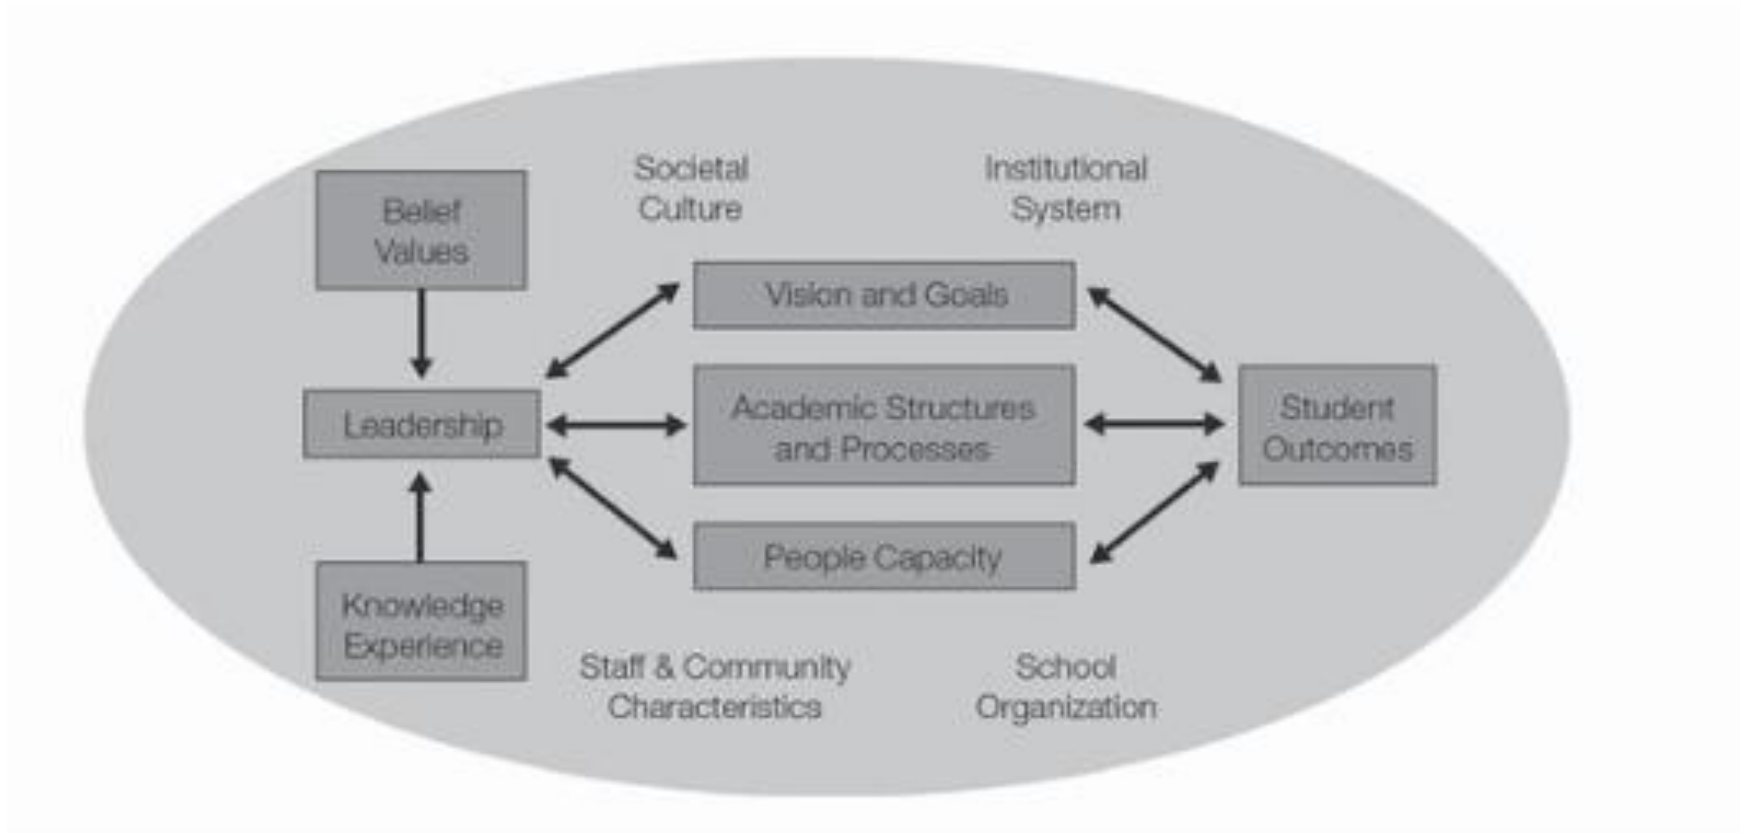 Societal
Culture
Institutional
System
Belief
Values
Vision and Goals
Leadership
Academic Structures
and Processes
Student
Outcomes
People Capacity
Knowledge
Experience
Staff & Community
Characteristics
School
Organization